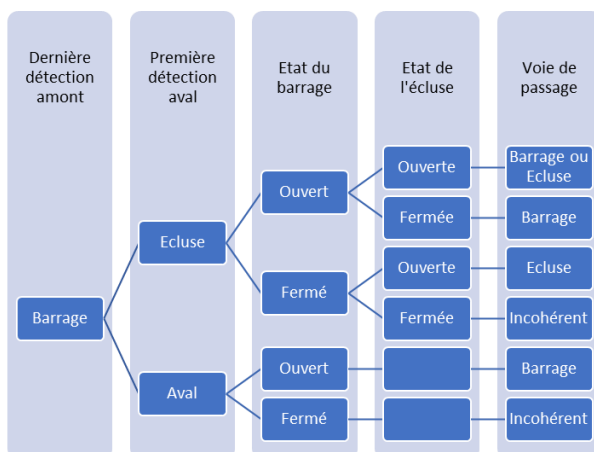 Dernière
détection
amont
Première
détection
aval
Etat du
barrage
Etat de
l'écluse
Voie de
passage
Barrage
Ecluse
Ouvert
Ouverte
Barrage ou
Ecluse
Fermée
Barrage
Fermé
Ouverte
Ecluse
Fermée
Incohérent
Aval
Ouvert
Barrage
Fermé
Incohérent